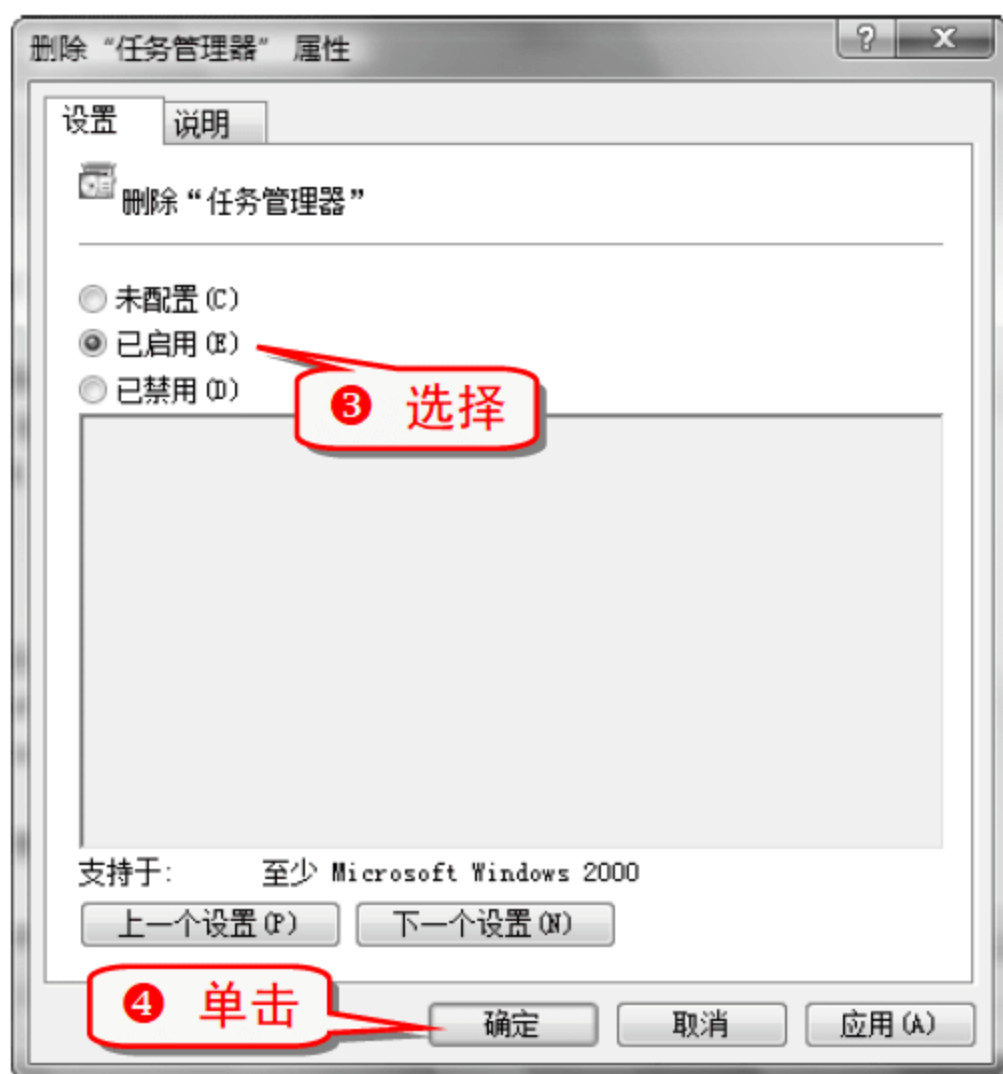 删除“任务管理器” 属性
? X
设置 说明
删除“任务管理器”
未配置(C)
已启用(E)
已禁用(D)
❸ 选择
支持于: 至少 Microsoft Windows 2000
上一个设置(P) 下一个设置(N)
❹ 单击
确定 取消 应用(A)